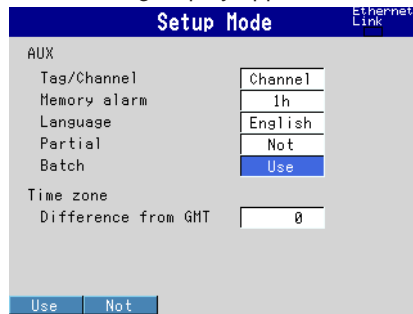 Setup Mode
Ethernet
Link
AUX
Tag/Channel Channel
Memory alarm 1h
Language English
Partial Not
Batch Use
Time zone
Difference from GMT 0
Use Not